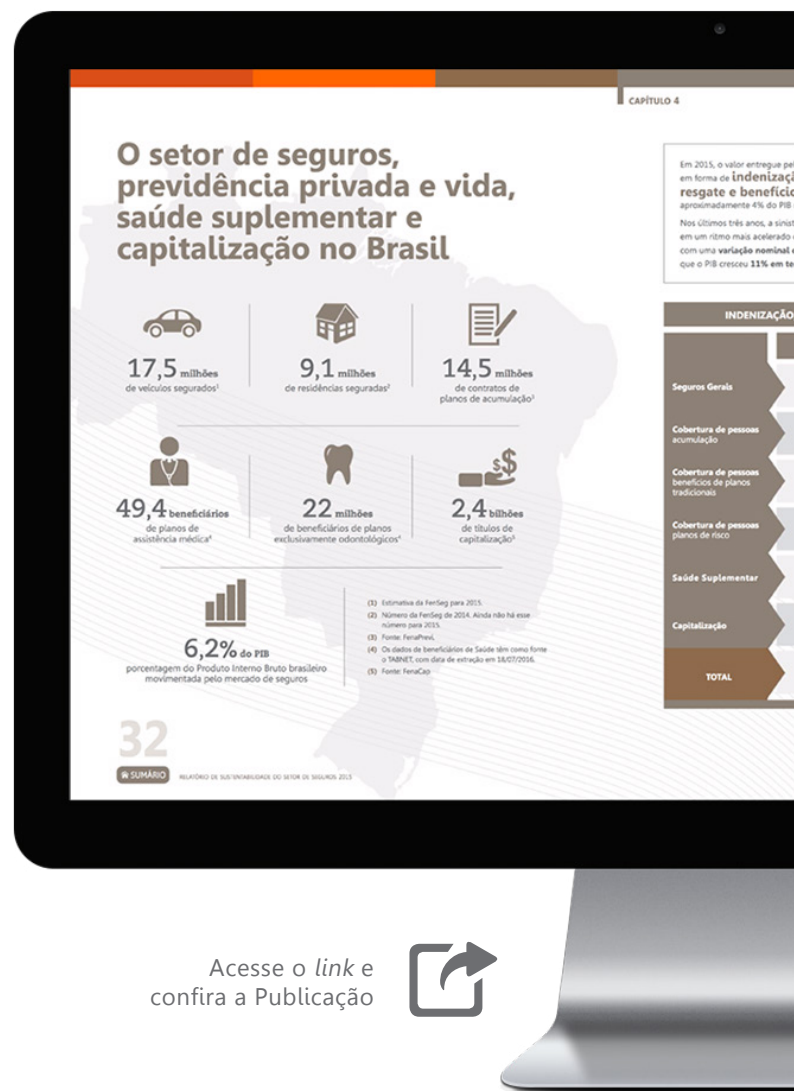 CAPÍTULO 4
O setor de seguros,
previdência privada e vida,
saúde suplementar e
capitalização no Brasil
17,5 milhões
de veículos segurados¹
9,1 milhões
de residências seguradas²
14,5 milhões
de contratos de
planos de acumulação³
49,4 beneficiários
de planos de
assistência médica⁴
22 milhões
de beneficiários de planos
exclusivamente odontológicos⁴
2,4 bilhões
de títulos de
capitalização⁵
6,2% do PIB
porcentagem do Produto Interno Bruto brasileiro
movimentada pelo mercado de seguros
(1) Estimativa da FenSeg para 2015.
(2) Número da FenSeg de 2014. Ainda não há esse
número para 2015.
(3) Fonte: FenaPrevi.
(4) Os dados de beneficiários de Saúde têm como fonte
o TABNET, com data de extração em 18/07/2016.
(5) Fonte: FenaCap
32
SUMÁRIO
RELATÓRIO DE SUSTENTABILIDADE DO SETOR DE SEGUROS 2015
Em 2015, o valor entregue pel
em forma de indenizaçã
resgate e benefício
aproximadamente 4% do PIB
Nos últimos três anos, a sinist
em um ritmo mais acelerado
com uma variação nominal
que o PIB cresceu 11% em te
INDENIZAÇÃO
Seguros Gerais
Cobertura de pessoas
acumulação
Cobertura de pessoas
benefícios de planos
tradicionais
Cobertura de pessoas
planos de risco
Saúde Suplementar
Capitalização
TOTAL
Acesse o link e
confira a Publicação